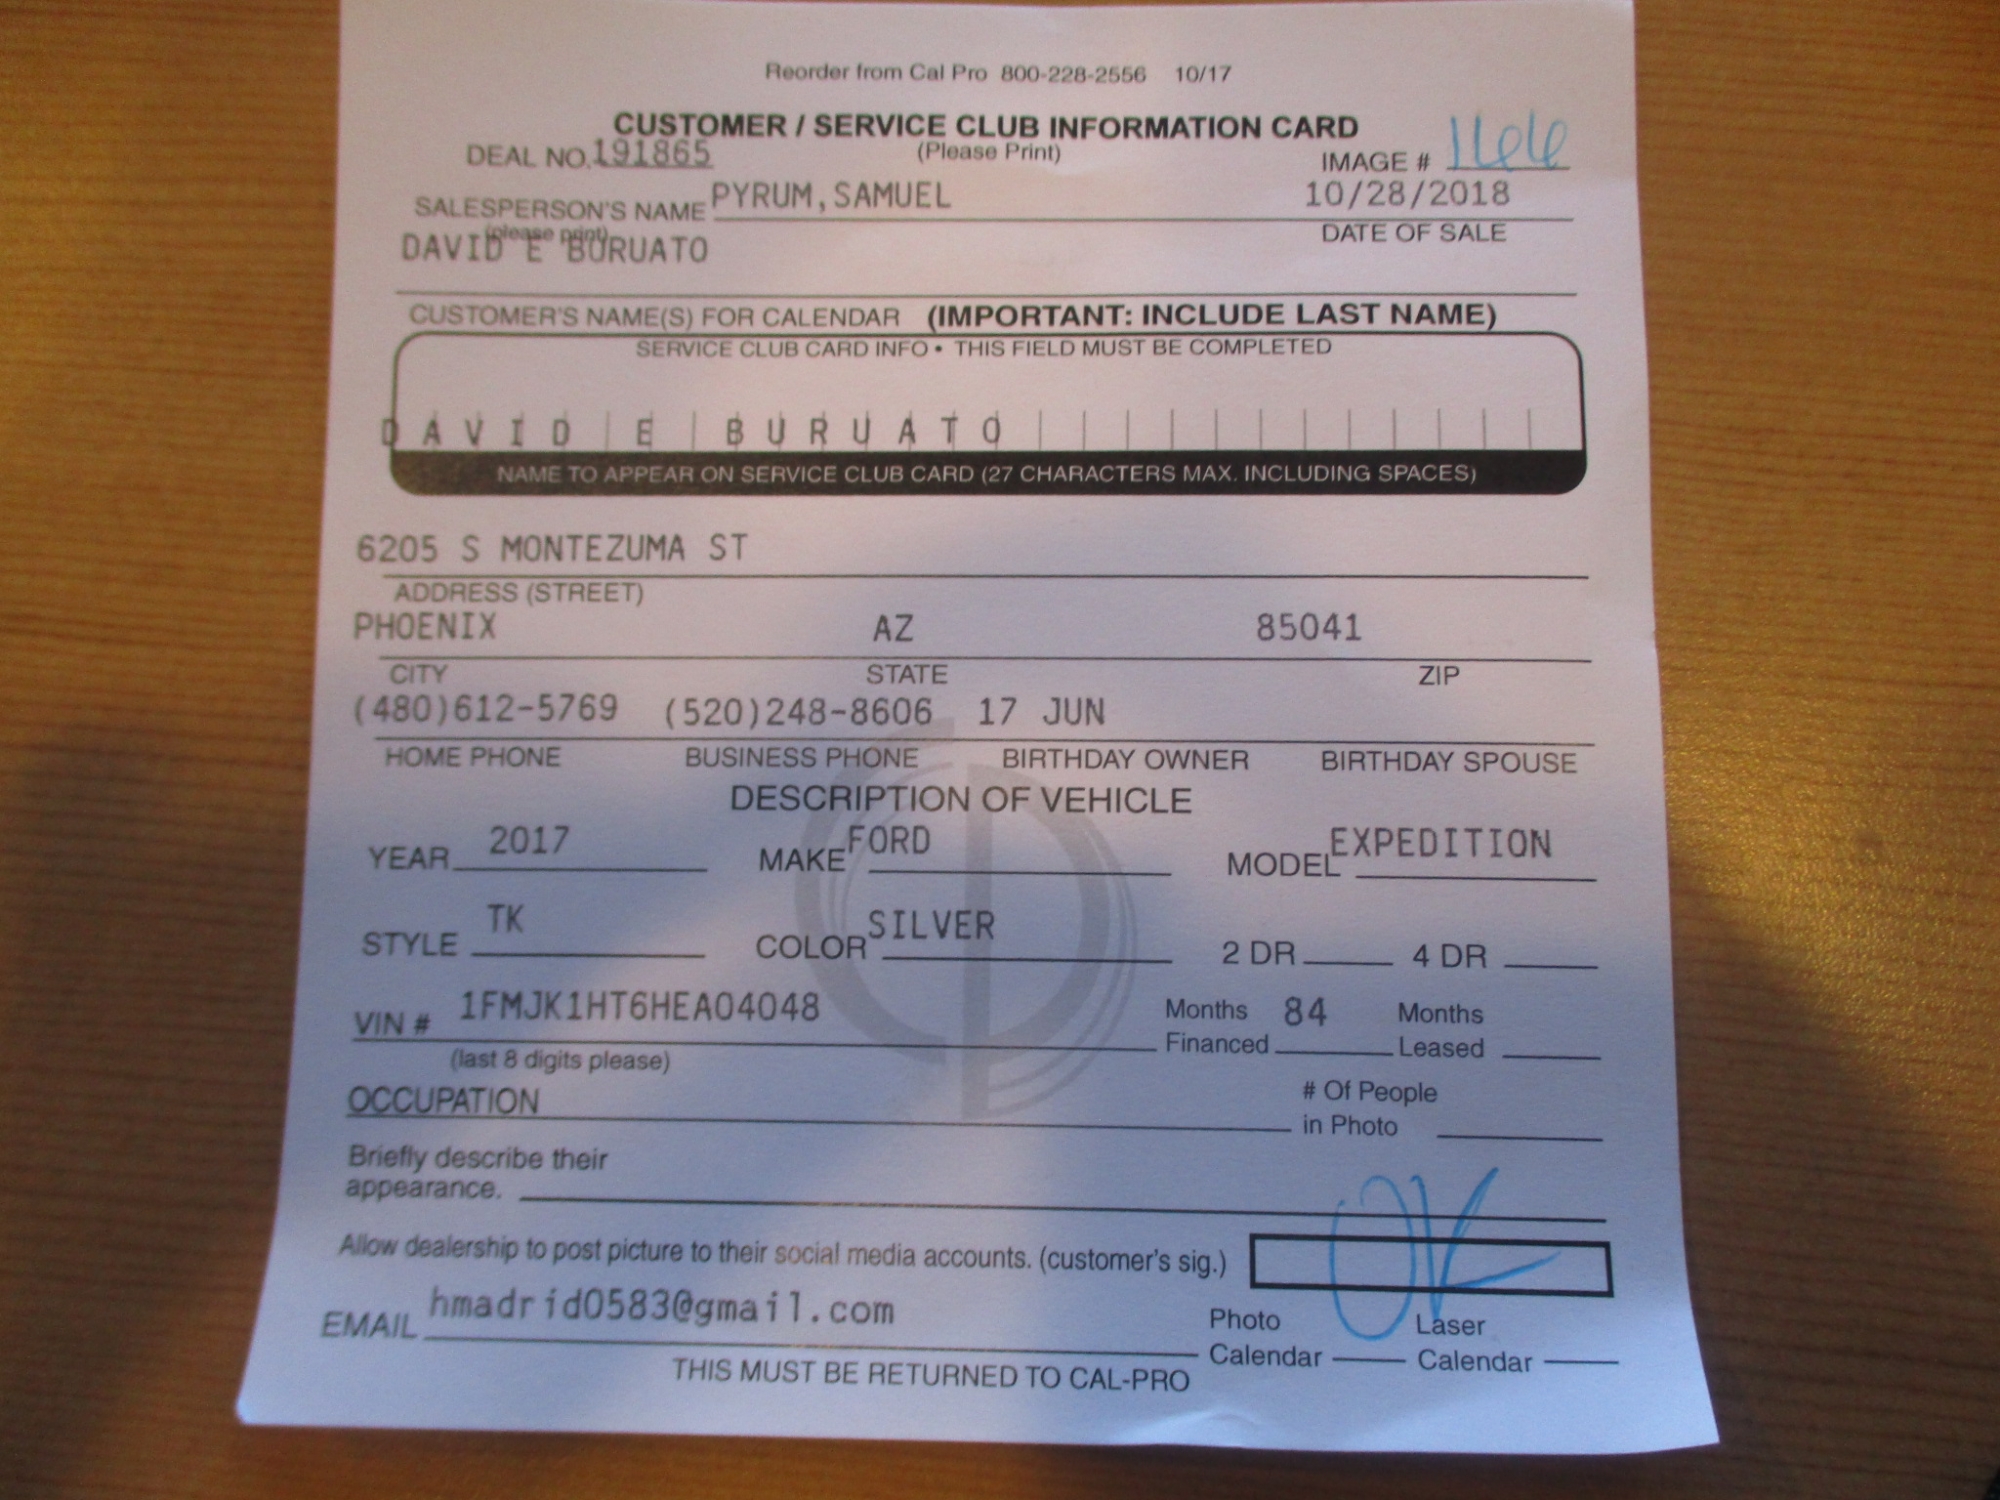 Reorder from Cal Pro 800-228-2556 10/17
CUSTOMER / SERVICE CLUB INFORMATION CARD
DEAL NO. 191865 (Please Print) IMAGE # 1666
SALESPERSON'S NAME PYRUM, SAMUEL 10/28/2018
(please print) DATE OF SALE
DAVID E BURUATO
CUSTOMER'S NAME(S) FOR CALENDAR (IMPORTANT: INCLUDE LAST NAME)
SERVICE CLUB CARD INFO • THIS FIELD MUST BE COMPLETED
DAVID E BURUATO
NAME TO APPEAR ON SERVICE CLUB CARD (27 CHARACTERS MAX. INCLUDING SPACES)
6205 S MONTEZUMA ST
ADDRESS (STREET)
PHOENIX AZ 85041
CITY STATE ZIP
(480)612-5769 (520)248-8606 17 JUN
HOME PHONE BUSINESS PHONE BIRTHDAY OWNER BIRTHDAY SPOUSE
DESCRIPTION OF VEHICLE
YEAR 2017 MAKE FORD MODEL EXPEDITION
STYLE TK COLOR SILVER 2 DR 4 DR
VIN # 1FMJK1HT6HEA04048 Months Financed 84 Months Leased
(last 8 digits please)
OCCUPATION # Of People in Photo
Briefly describe their
appearance.
Allow dealership to post picture to their social media accounts. (customer's sig.) OK
EMAIL hmadrid0583@gmail.com Photo Calendar Laser Calendar
THIS MUST BE RETURNED TO CAL-PRO